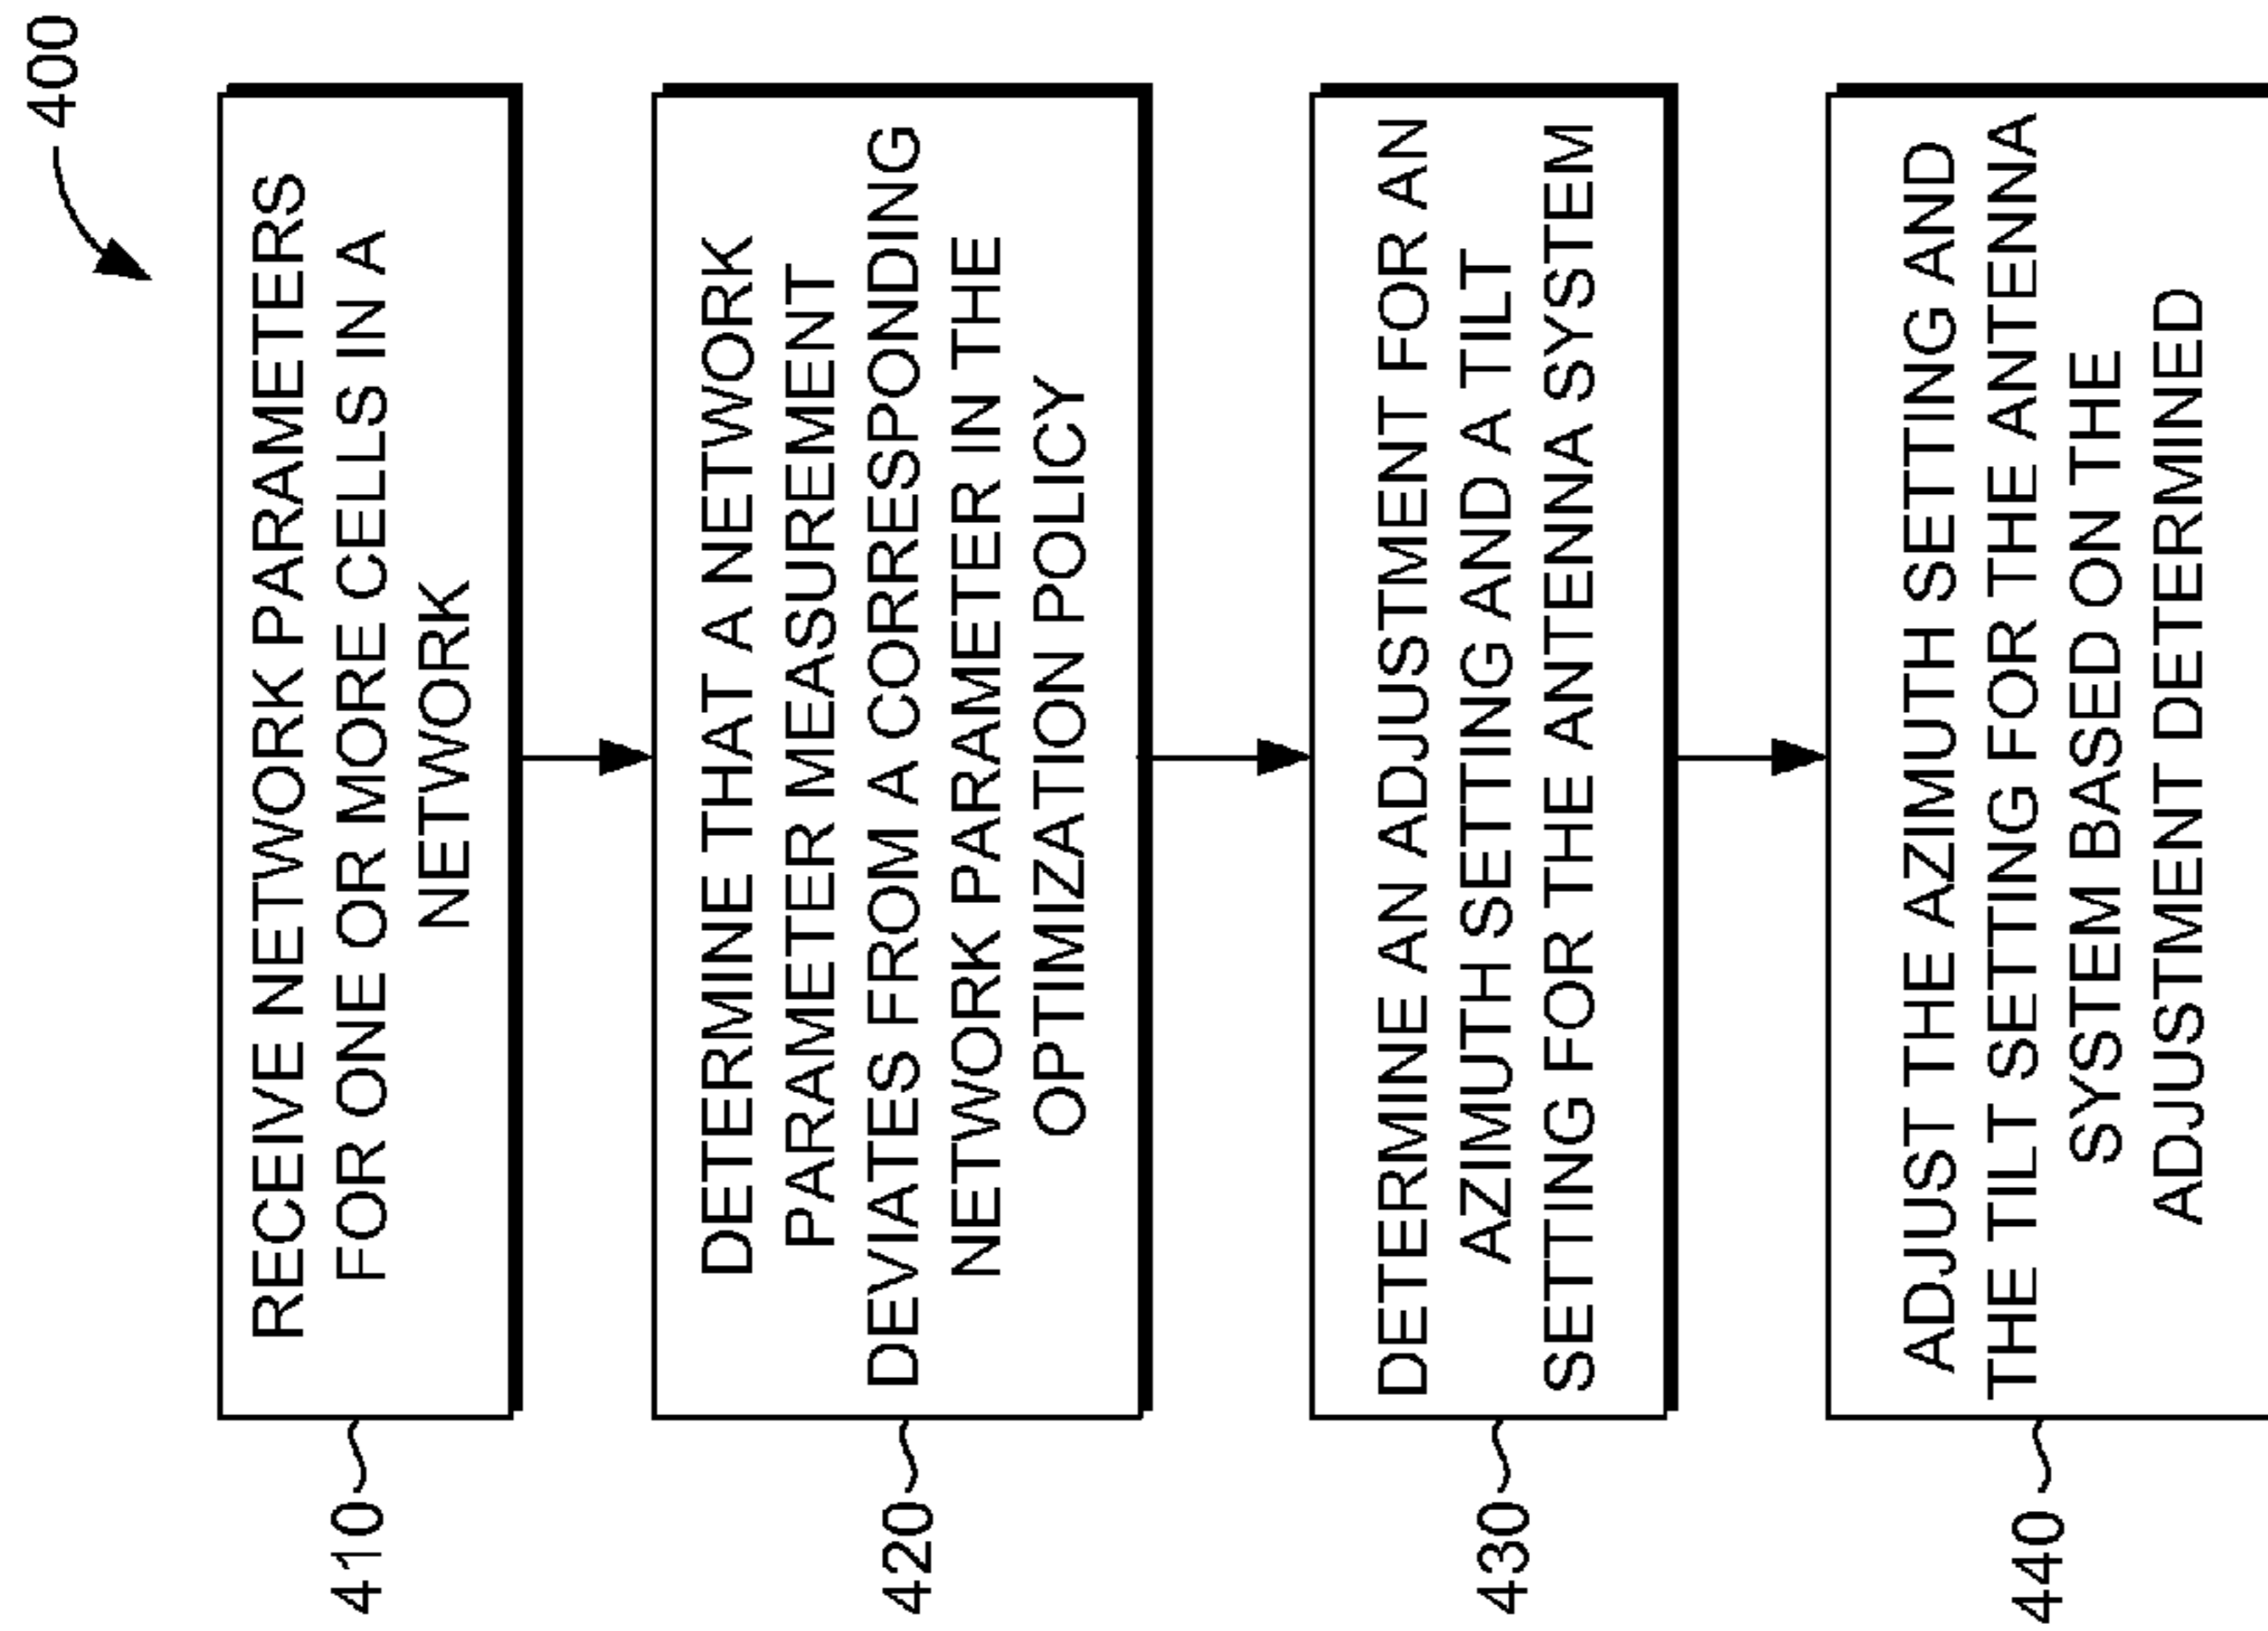 400
410
RECEIVE NETWORK PARAMETERS
FOR ONE OR MORE CELLS IN A
NETWORK
420
DETERMINE THAT A NETWORK
PARAMETER MEASUREMENT
DEVIATES FROM A CORRESPONDING
NETWORK PARAMETER IN THE
OPTIMIZATION POLICY
430
DETERMINE AN ADJUSTMENT FOR AN
AZIMUTH SETTING AND A TILT
SETTING FOR THE ANTENNA SYSTEM
440
ADJUST THE AZIMUTH SETTING AND
THE TILT SETTING FOR THE ANTENNA
SYSTEM BASED ON THE
ADJUSTMENT DETERMINED